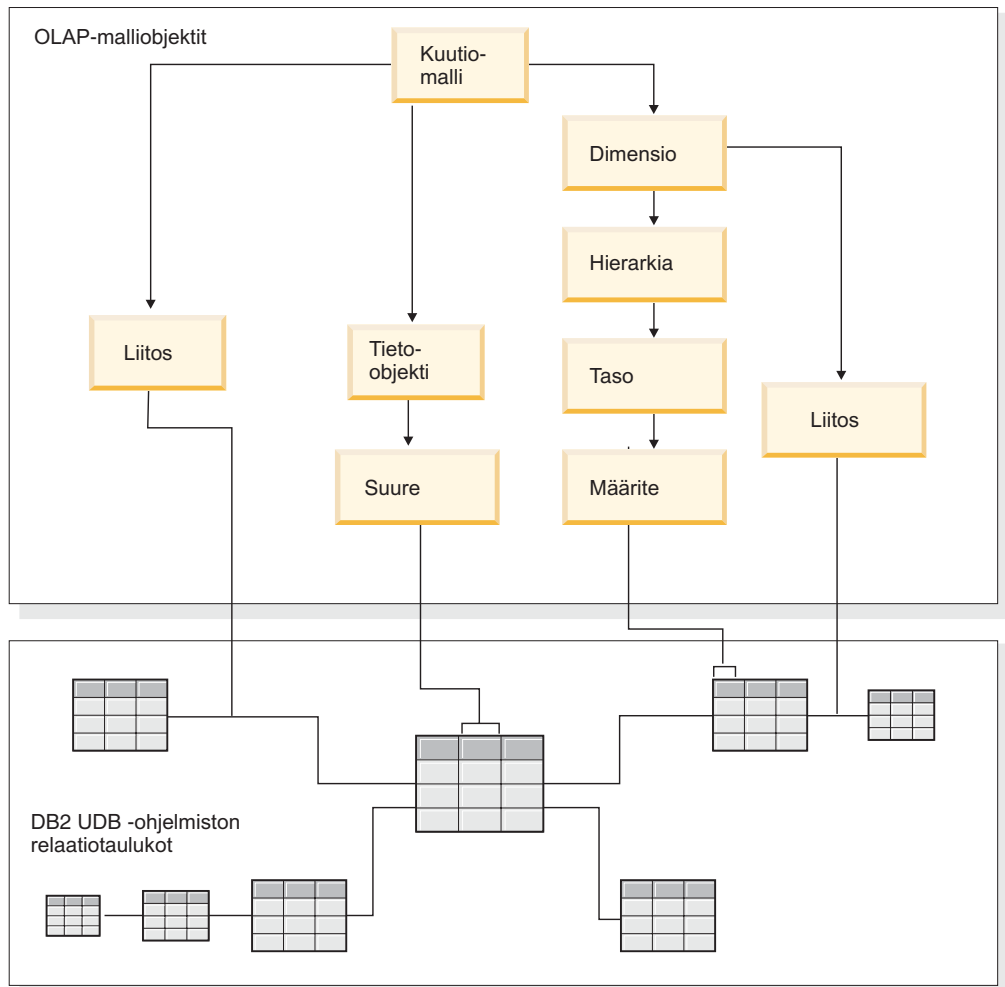 OLAP-malliobjektit
Kuutio-
malli
Dimensio
Hierarkia
Liitos
Tieto-
objekti
Taso
Liitos
Suure
Määrite
DB2 UDB -ohjelmiston
relaatiotaulukot